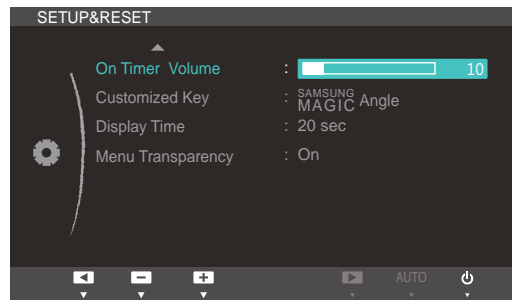 SETUP&RESET
On Timer Volume : 10
Customized Key : SAMSUNG MAGIC Angle
Display Time : 20 sec
Menu Transparency : On
AUTO